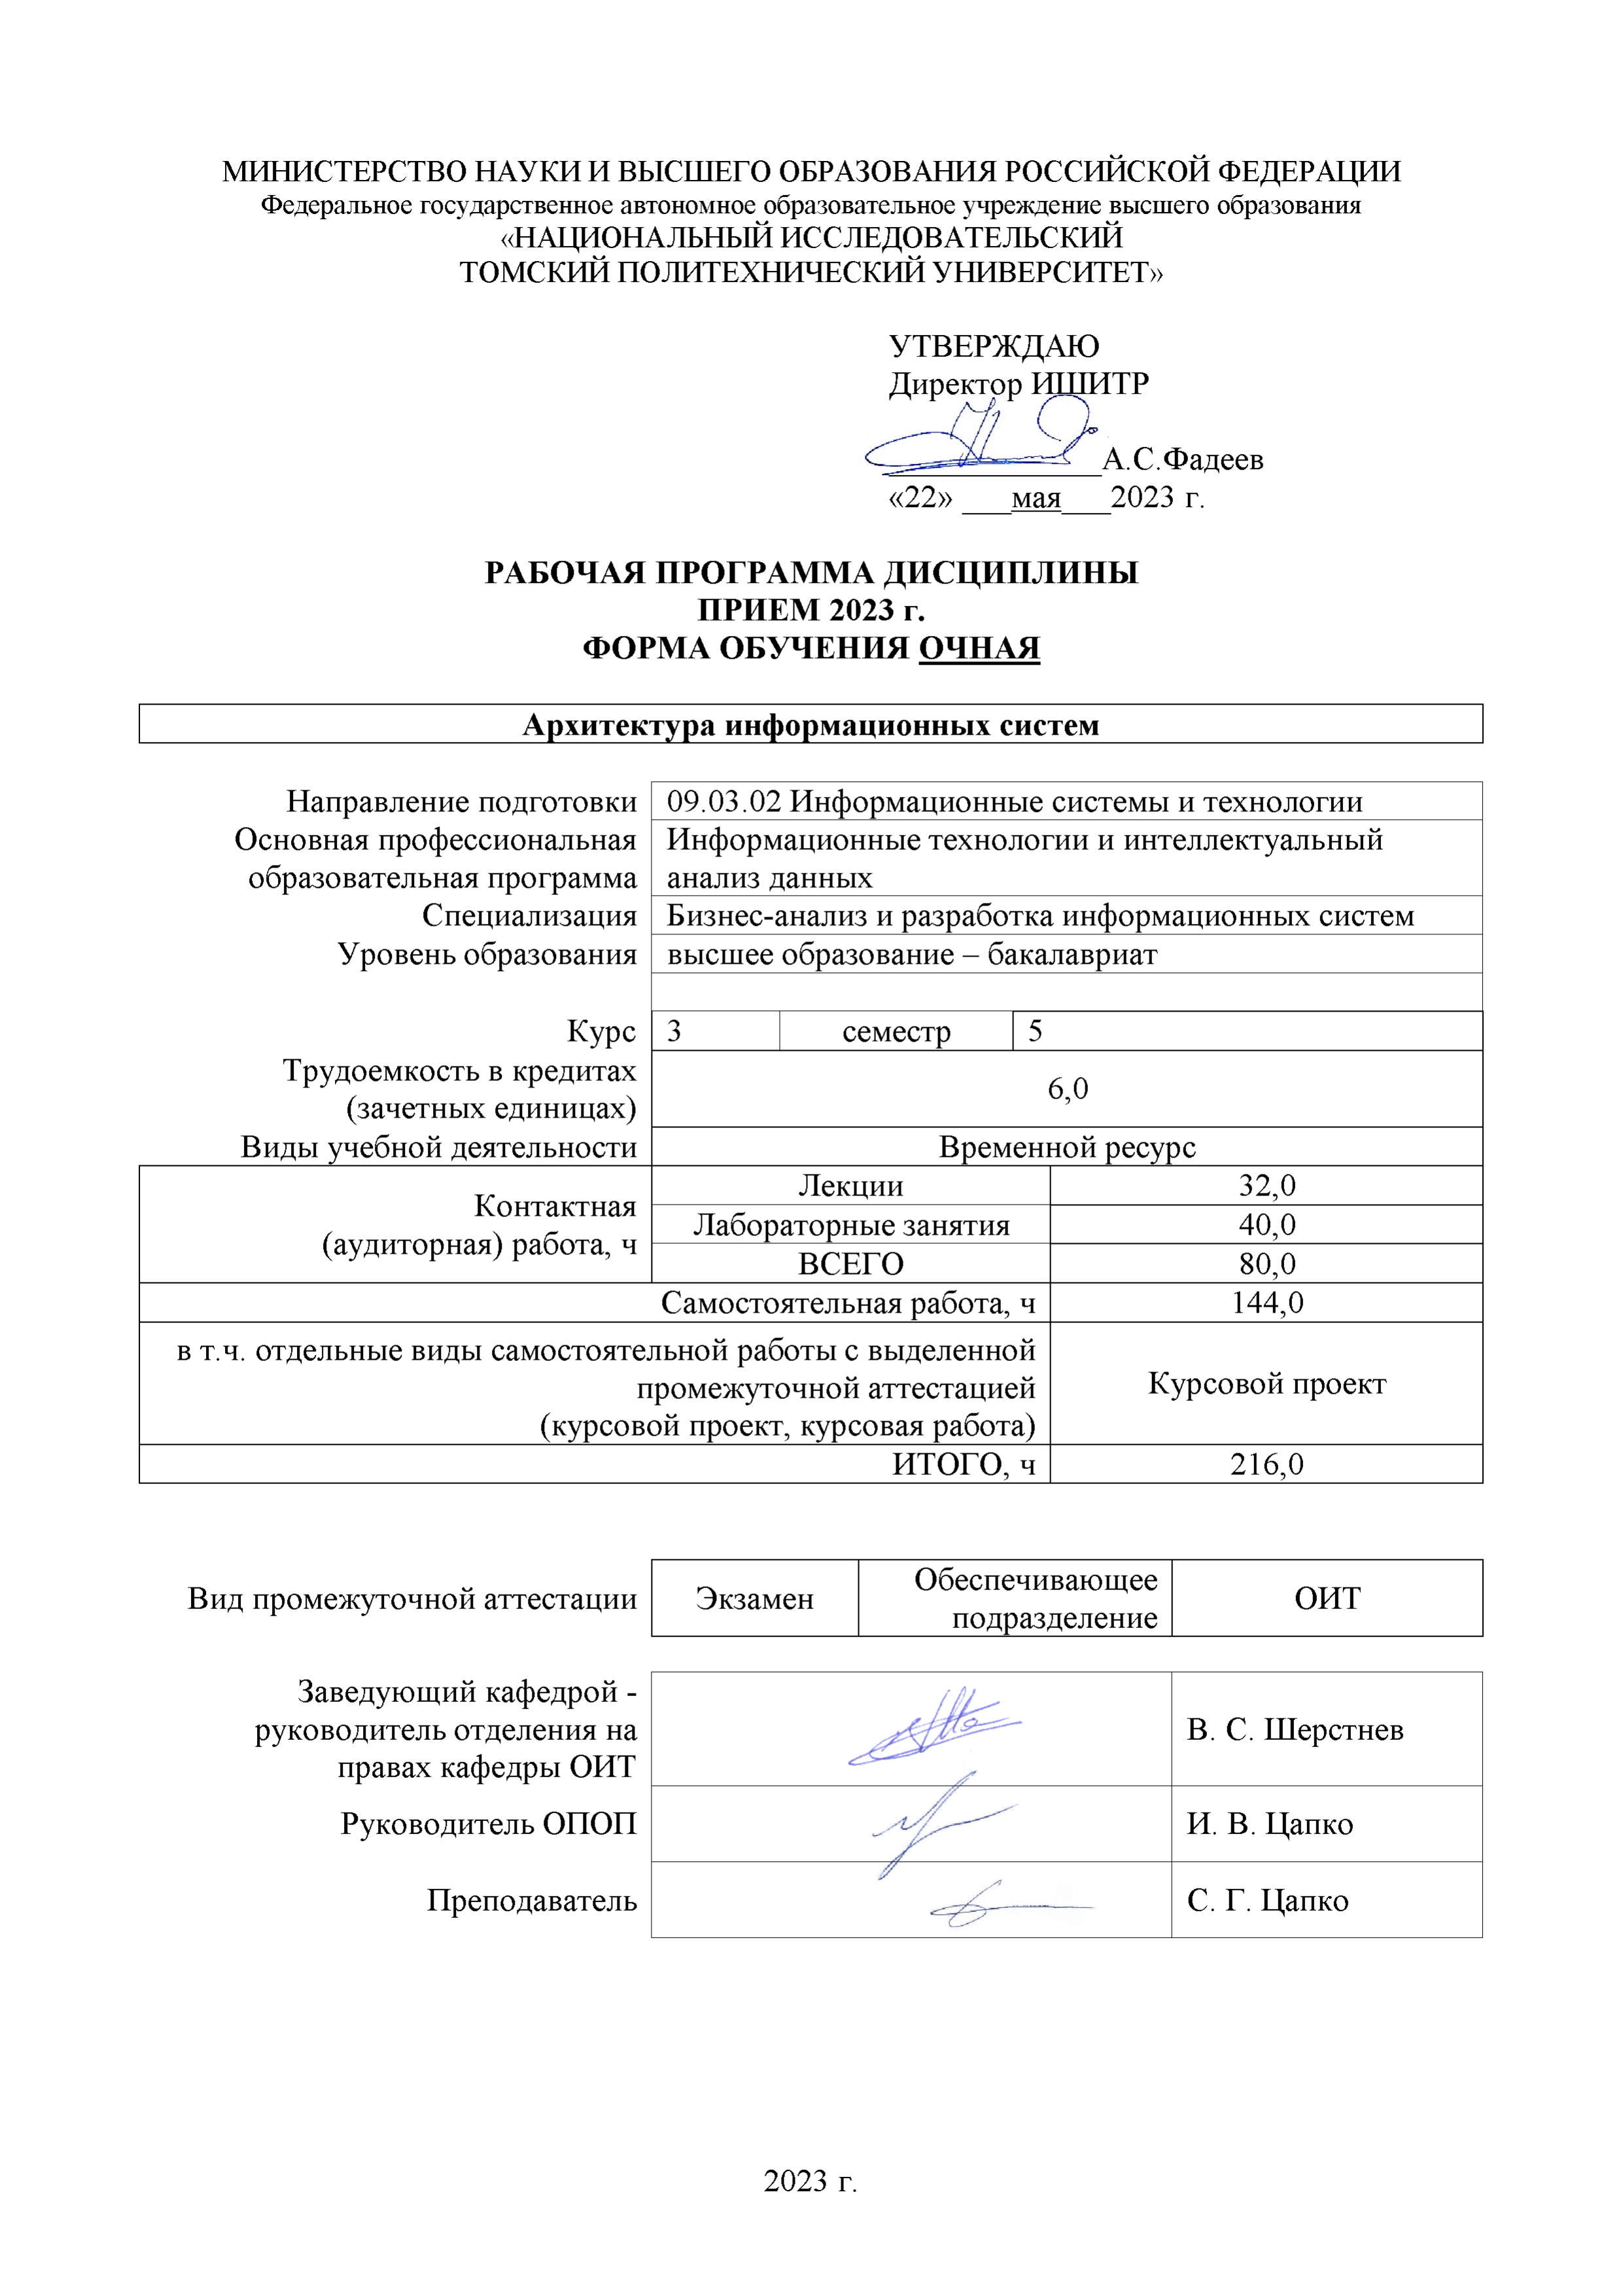 МИНИСТЕРСТВО НАУКИ И ВЫСШЕГО ОБРАЗОВАНИЯ РОССИЙСКОЙ ФЕДЕРАЦИИ
Федеральное государственное автономное образовательное учреждение высшего образования
«НАЦИОНАЛЬНЫЙ ИССЛЕДОВАТЕЛЬСКИЙ
ТОМСКИЙ ПОЛИТЕХНИЧЕСКИЙ УНИВЕРСИТЕТ»
УТВЕРЖДАЮ
Директор ИШИТР
А.С.Фадеев
«22» ___мая___2023 г.
РАБОЧАЯ ПРОГРАММА ДИСЦИПЛИНЫ
ПРИЕМ 2023 г.
ФОРМА ОБУЧЕНИЯ ОЧНАЯ
Архитектура информационных систем
Направление подготовки 09.03.02 Информационные системы и технологии
Основная профессиональная Информационные технологии и интеллектуальный
образовательная программа анализ данных
Специализация Бизнес-анализ и разработка информационных систем
Уровень образования высшее образование – бакалавриат
Курс 3 семестр 5
Трудоемкость в кредитах
(зачетных единицах) 6,0
Виды учебной деятельности Временной ресурс
Контактная
(аудиторная) работа, ч
Лекции 32,0
Лабораторные занятия 40,0
ВСЕГО 80,0
Самостоятельная работа, ч 144,0
в т.ч. отдельные виды самостоятельной работы с выделенной
промежуточной аттестацией
(курсовой проект, курсовая работа)
Курсовой проект
ИТОГО, ч 216,0
Вид промежуточной аттестации Экзамен
Обеспечивающее
подразделение
ОИТ
Заведующий кафедрой -
руководитель отделения на
правах кафедры ОИТ
В. С. Шерстнев
Руководитель ОПОП И. В. Цапко
Преподаватель С. Г. Цапко
2023 г.